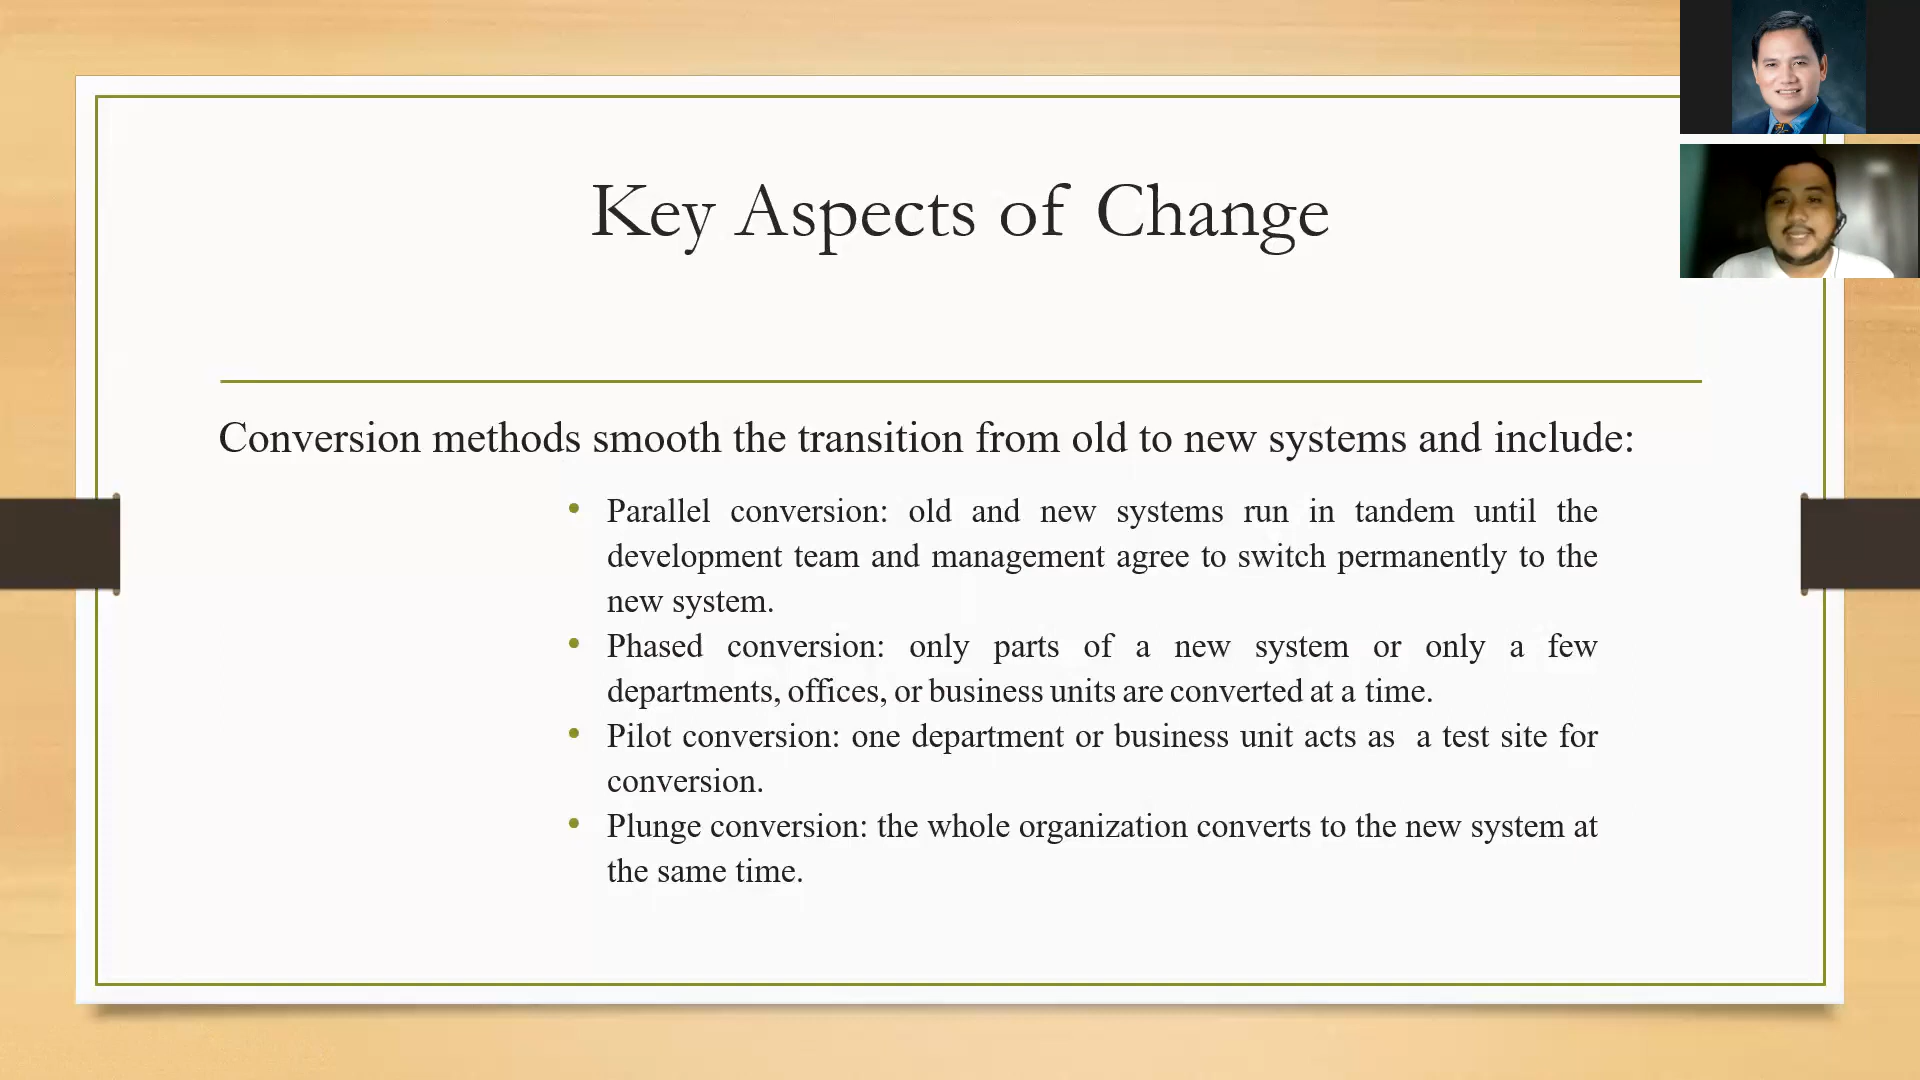 Key Aspects of Change
Conversion methods smooth the transition from old to new systems and include:
• Parallel conversion: old and new systems run in tandem until the
development team and management agree to switch permanently to the
new system.
• Phased conversion: only parts of a new system or only a few
departments, offices, or business units are converted at a time.
• Pilot conversion: one department or business unit acts as a test site for
conversion.
• Plunge conversion: the whole organization converts to the new system at
the same time.